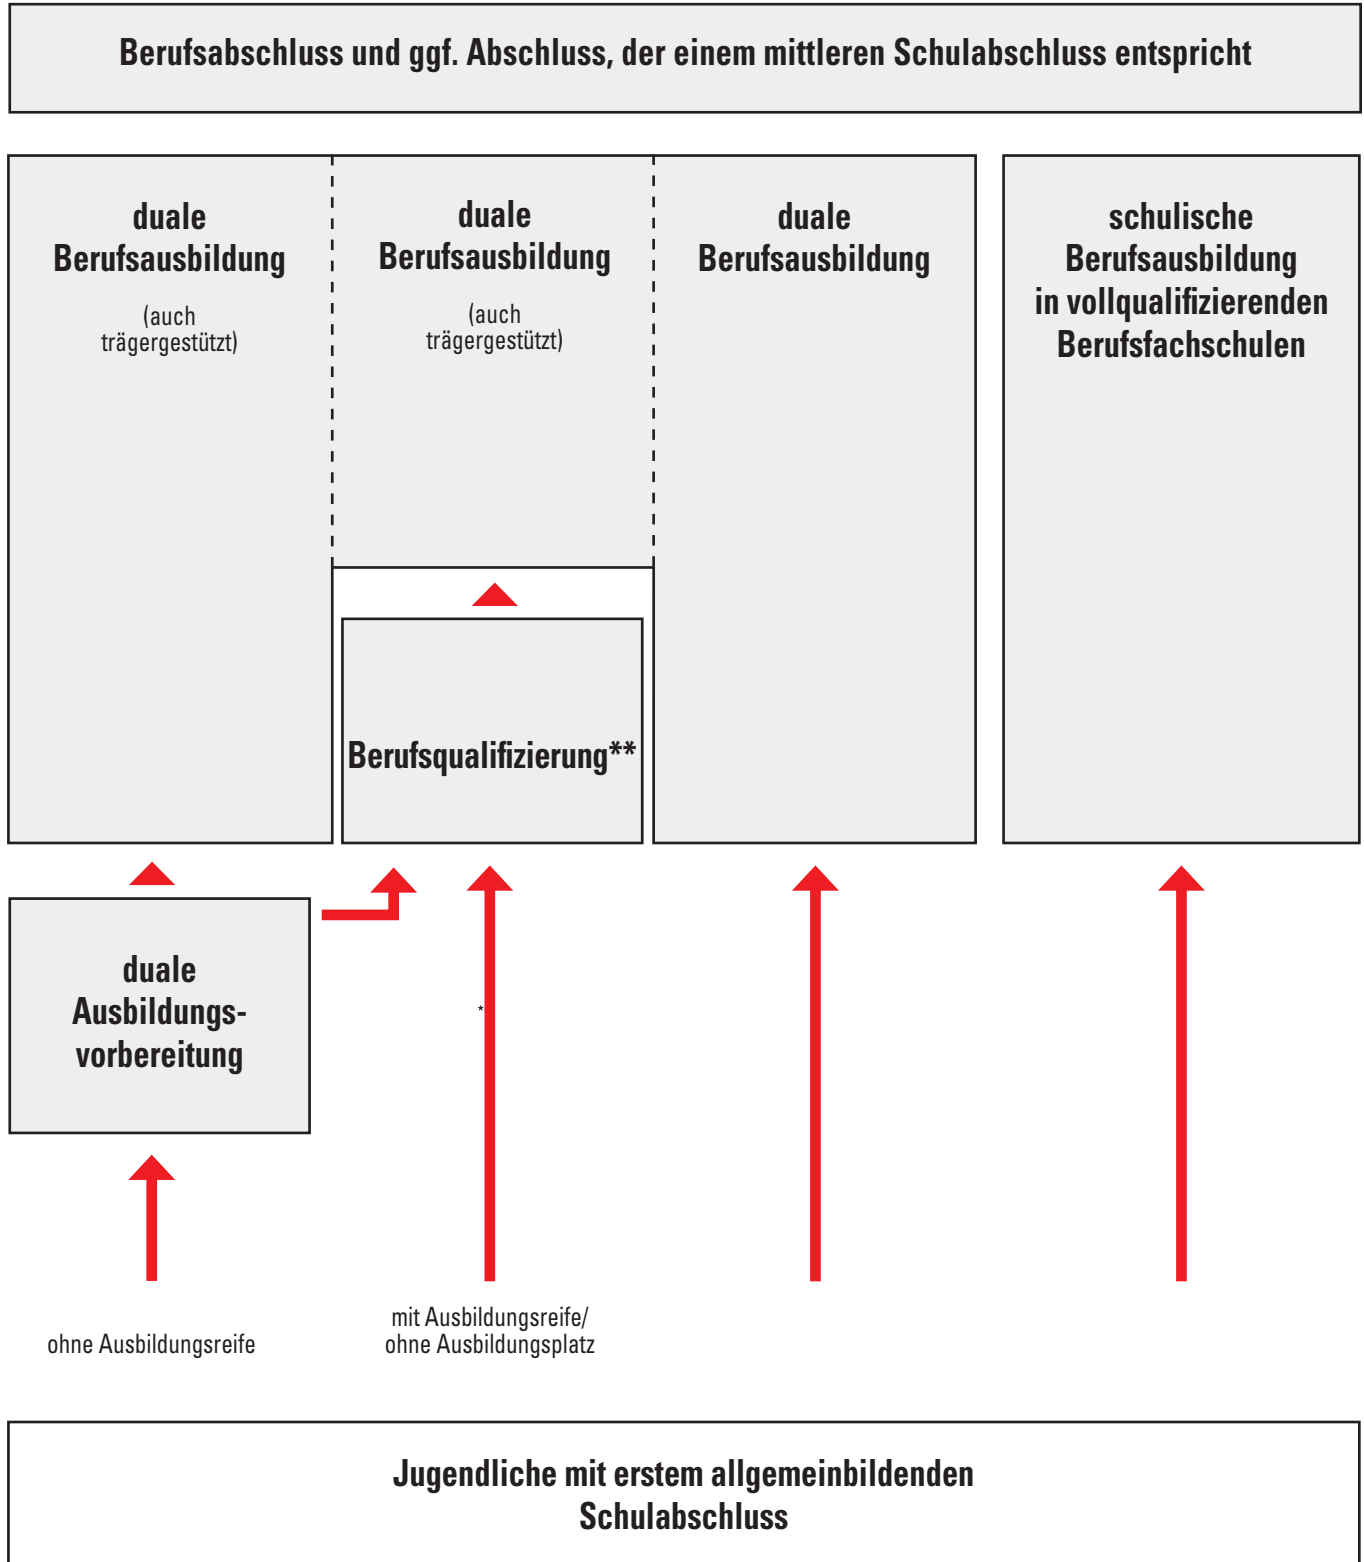 Berufsabschluss und ggf. Abschluss, der einem mittleren Schulabschluss entspricht
duale
Berufsausbildung
(auch
trägergestützt)
duale
Berufsausbildung
(auch
trägergestützt)
duale
Berufsausbildung
schulische
Berufsausbildung
in vollqualifizierenden
Berufsfachschulen
Berufsqualifizierung**
duale
Ausbildungs-
vorbereitung
*
ohne Ausbildungsreife
mit Ausbildungsreife/
ohne Ausbildungsplatz
Jugendliche mit erstem allgemeinbildenden
Schulabschluss